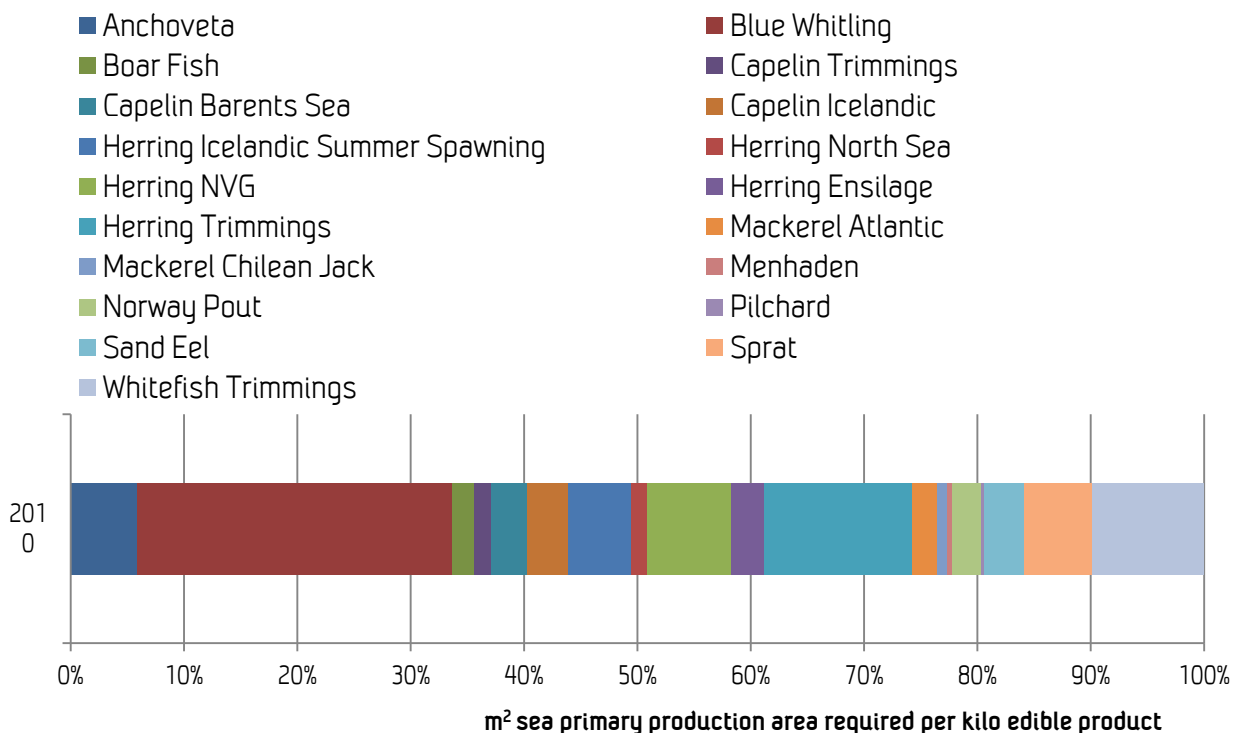 Anchoveta
Blue Whitling
Boar Fish
Capelin Trimmings
Capelin Barents Sea
Capelin Icelandic
Herring Icelandic Summer Spawning
Herring North Sea
Herring NVG
Herring Ensilage
Herring Trimmings
Mackerel Atlantic
Mackerel Chilean Jack
Menhaden
Norway Pout
Pilchard
Sand Eel
Sprat
Whitefish Trimmings
201
0
0% 10% 20% 30% 40% 50% 60% 70% 80% 90% 100%
m² sea primary production area required per kilo edible product